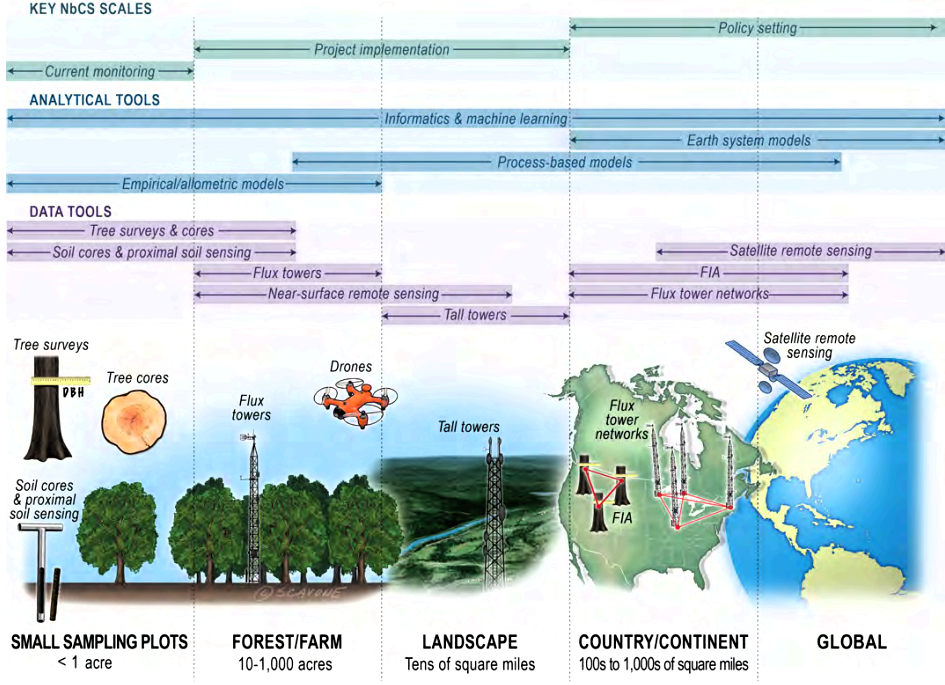 KEY NbCS SCALES
Policy setting
Project implementation
Current monitoring
ANALYTICAL TOOLS
Informatics & machine learning
Earth system models
Process-based models
Empirical/allometric models
DATA TOOLS
Tree surveys & cores
Soil cores & proximal soil sensing
Satellite remote sensing
Flux towers
FIA
Near-surface remote sensing
Flux tower networks
Tall towers
Tree surveys
DBH
Tree cores
Flux
towers
Drones
Tall towers
Flux
tower
networks
FIA
Satellite remote
sensing
Soil cores
& proximal
soil sensing
@SCAVONE
SMALL SAMPLING PLOTS
< 1 acre
FOREST/FARM
10-1,000 acres
LANDSCAPE
Tens of square miles
COUNTRY/CONTINENT
100s to 1,000s of square miles
GLOBAL